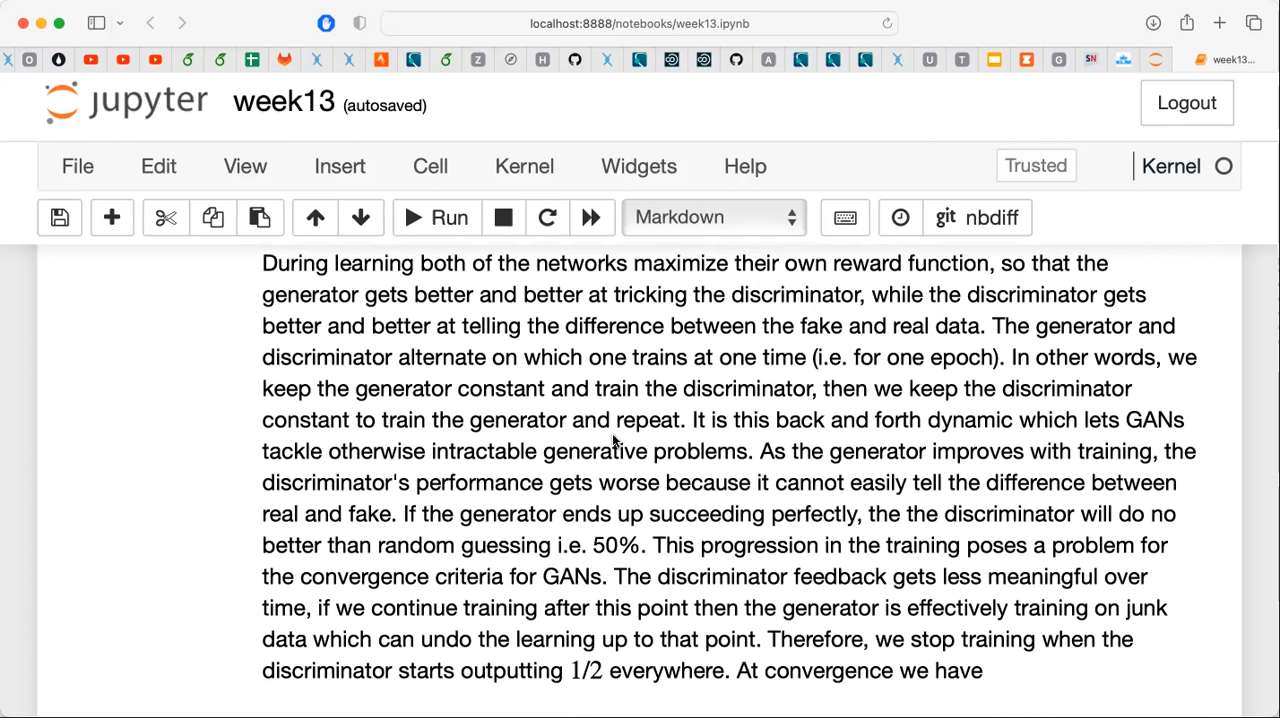 localhost:8888/notebooks/week13.ipynb
O
Z
H
A
U
T
G
SN
week13...
jupyter week13 (autosaved)
Logout
File Edit View Insert Cell Kernel Widgets Help
Trusted
Kernel
Run
Markdown
git nbdiff
During learning both of the networks maximize their own reward function, so that the
generator gets better and better at tricking the discriminator, while the discriminator gets
better and better at telling the difference between the fake and real data. The generator and
discriminator alternate on which one trains at one time (i.e. for one epoch). In other words, we
keep the generator constant and train the discriminator, then we keep the discriminator
constant to train the generator and repeat. It is this back and forth dynamic which lets GANs
tackle otherwise intractable generative problems. As the generator improves with training, the
discriminator's performance gets worse because it cannot easily tell the difference between
real and fake. If the generator ends up succeeding perfectly, the the discriminator will do no
better than random guessing i.e. 50%. This progression in the training poses a problem for
the convergence criteria for GANs. The discriminator feedback gets less meaningful over
time, if we continue training after this point then the generator is effectively training on junk
data which can undo the learning up to that point. Therefore, we stop training when the
discriminator starts outputting 1/2 everywhere. At convergence we have